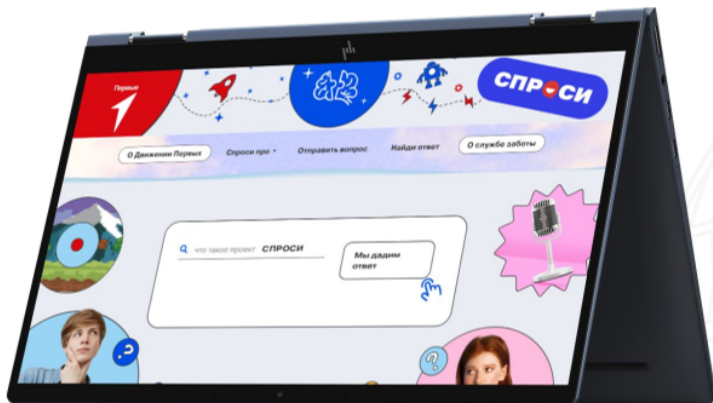 Первые
СПРОСИ
О Движении Первых
Спроси про
Отправить вопрос
Найди ответ
О службе заботы
что такое проект СПРОСИ
Мы дадим
ответ
?
?